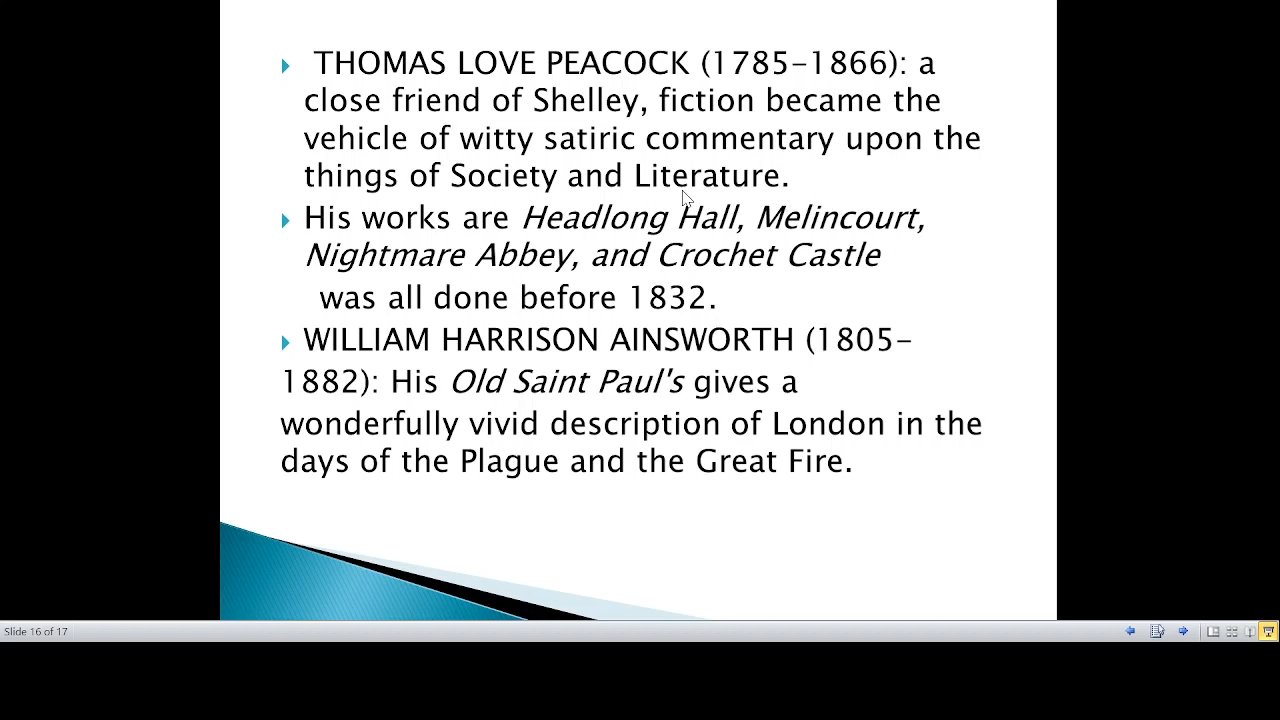 THOMAS LOVE PEACOCK (1785-1866): a
close friend of Shelley, fiction became the
vehicle of witty satiric commentary upon the
things of Society and Literature.
His works are Headlong Hall, Melincourt,
Nightmare Abbey, and Crochet Castle
was all done before 1832.
WILLIAM HARRISON AINSWORTH (1805-
1882): His Old Saint Paul's gives a
wonderfully vivid description of London in the
days of the Plague and the Great Fire.
Slide 16 of 17